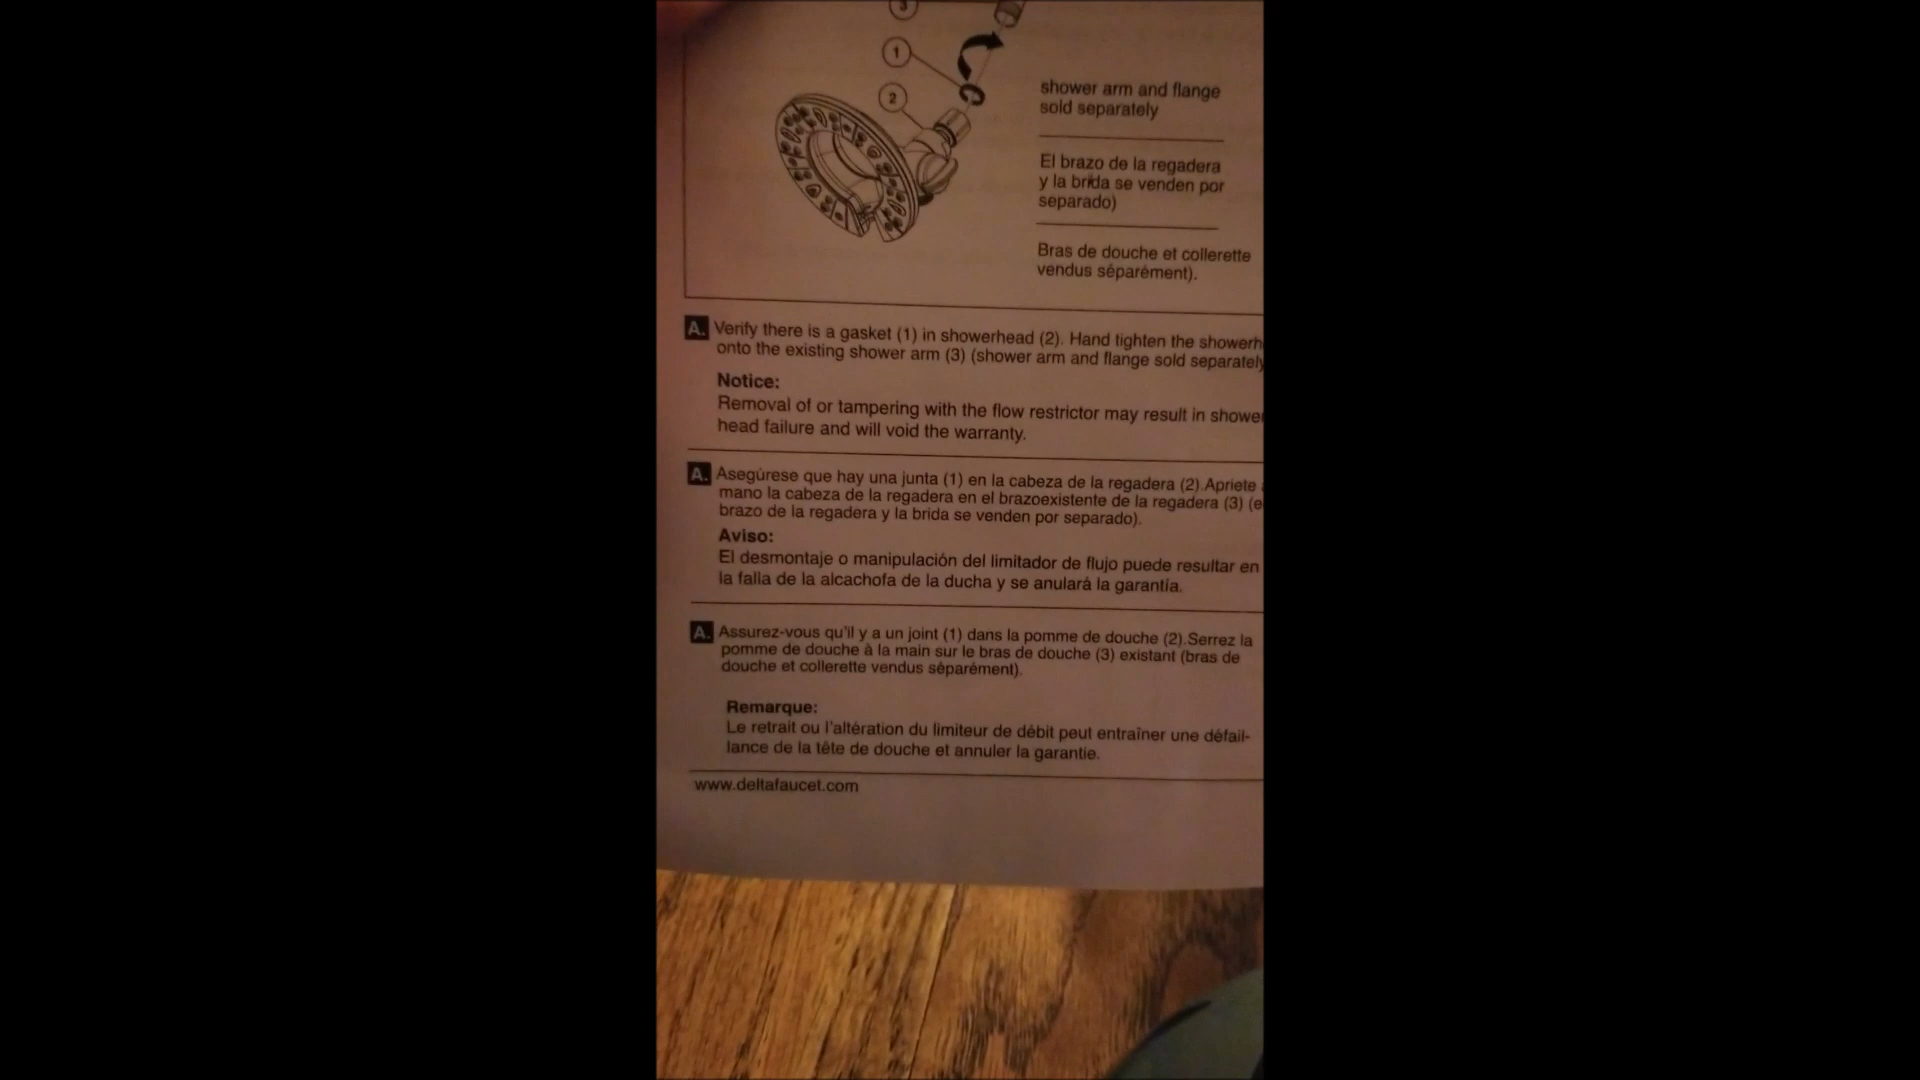 3
1
2
shower arm and flange
sold separately
El brazo de la regadera
y la brida se venden por
separado)
Bras de douche et collerette
vendus séparément).
A. Verify there is a gasket (1) in showerhead (2). Hand tighten the showerh
onto the existing shower arm (3) (shower arm and flange sold separately
Notice:
Removal of or tampering with the flow restrictor may result in shower
head failure and will void the warranty.
A. Asegúrese que hay una junta (1) en la cabeza de la regadera (2).Apriete a
mano la cabeza de la regadera en el brazoexistente de la regadera (3) (e
brazo de la regadera y la brida se venden por separado).
Aviso:
El desmontaje o manipulación del limitador de flujo puede resultar en
la falla de la alcachofa de la ducha y se anulará la garantía.
A. Assurez-vous qu'il y a un joint (1) dans la pomme de douche (2).Serrez la
pomme de douche à la main sur le bras de douche (3) existant (bras de
douche et collerette vendus séparément).
Remarque:
Le retrait ou l'altération du limiteur de débit peut entraîner une défail-
lance de la tête de douche et annuler la garantie.
www.deltafaucet.com